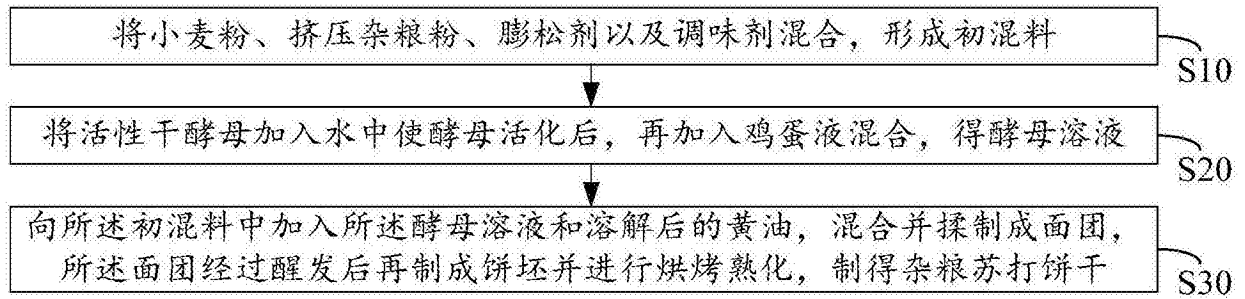 将小麦粉、挤压杂粮粉、膨松剂以及调味剂混合，形成初混料
S10
将活性干酵母加入水中使酵母活化后，再加入鸡蛋液混合，得酵母溶液
S20
向所述初混料中加入所述酵母溶液和溶解后的黄油，混合并揉制成面团，
所述面团经过醒发后再制成饼坯并进行烘烤熟化，制得杂粮苏打饼干
S30